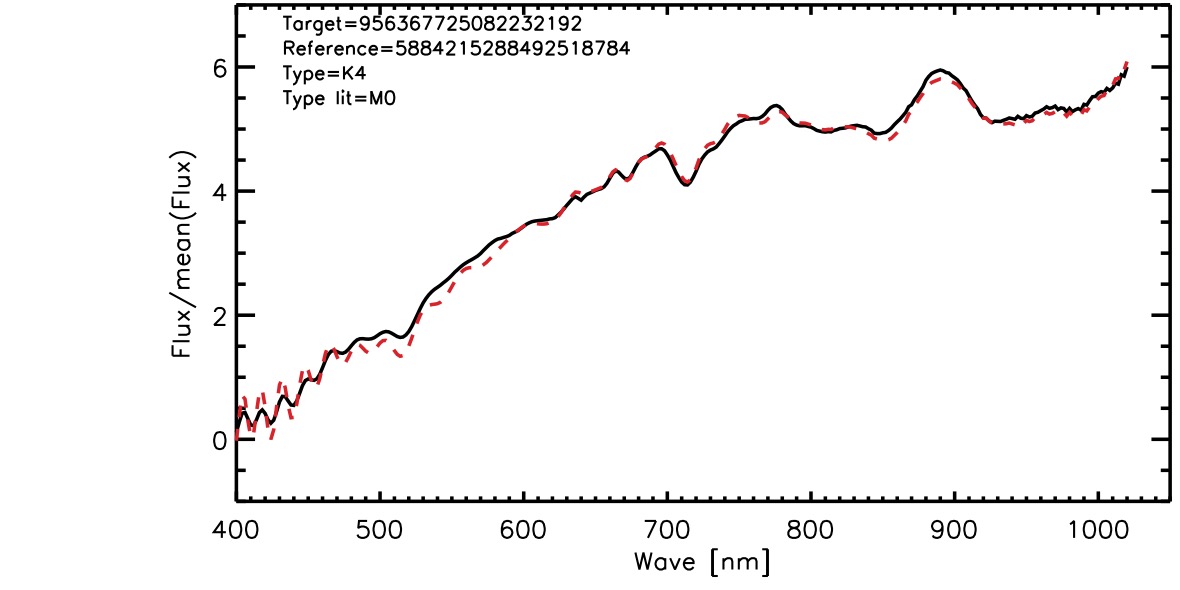 Target=956367725082232192
Reference=5884215288492518784
Type=K4
Type lit=M0
6
4
2
0
Flux/mean(Flux)
400 500 600 700 800 900 1000
Wave [nm]